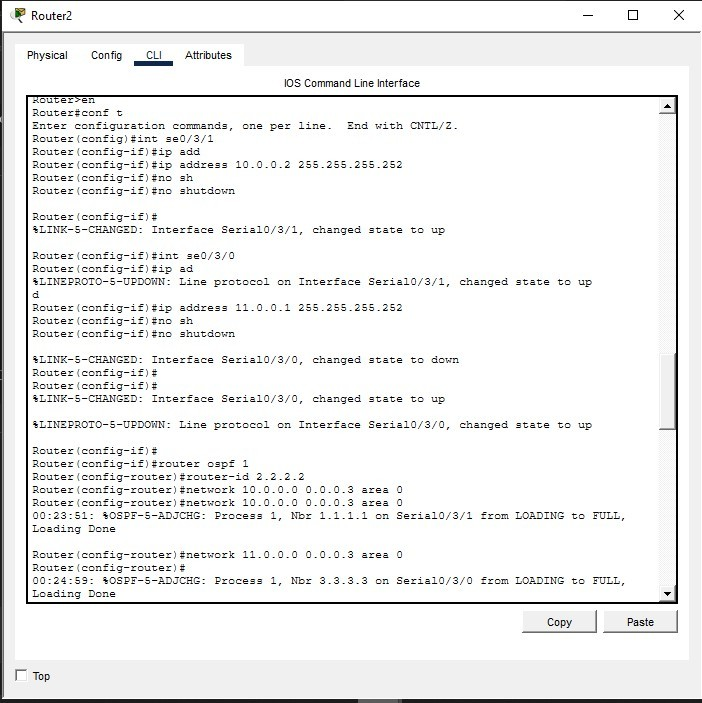 Router2
Physical Config CLI Attributes
IOS Command Line Interface
Router>en
Router#conf t
Enter configuration commands, one per line.  End with CNTL/Z.
Router(config)#int se0/3/1
Router(config-if)#ip add
Router(config-if)#ip address 10.0.0.2 255.255.255.252
Router(config-if)#no sh
Router(config-if)#no shutdown
Router(config-if)#
%LINK-5-CHANGED: Interface Serial0/3/1, changed state to up
Router(config-if)#int se0/3/0
Router(config-if)#ip ad
%LINEPROTO-5-UPDOWN: Line protocol on Interface Serial0/3/1, changed state to up
d
Router(config-if)#ip address 11.0.0.1 255.255.255.252
Router(config-if)#no sh
Router(config-if)#no shutdown
%LINK-5-CHANGED: Interface Serial0/3/0, changed state to down
Router(config-if)#
Router(config-if)#
%LINK-5-CHANGED: Interface Serial0/3/0, changed state to up
%LINEPROTO-5-UPDOWN: Line protocol on Interface Serial0/3/0, changed state to up
Router(config-if)#
Router(config-if)#router ospf 1
Router(config-router)#router-id 2.2.2.2
Router(config-router)#network 10.0.0.0 0.0.0.3 area 0
Router(config-router)#network 10.0.0.0 0.0.0.3 area 0
00:23:51: %OSPF-5-ADJCHG: Process 1, Nbr 1.1.1.1 on Serial0/3/1 from LOADING to FULL,
Loading Done
Router(config-router)#network 11.0.0.0 0.0.0.3 area 0
Router(config-router)#
00:24:59: %OSPF-5-ADJCHG: Process 1, Nbr 3.3.3.3 on Serial0/3/0 from LOADING to FULL,
Loading Done
Copy Paste
Top